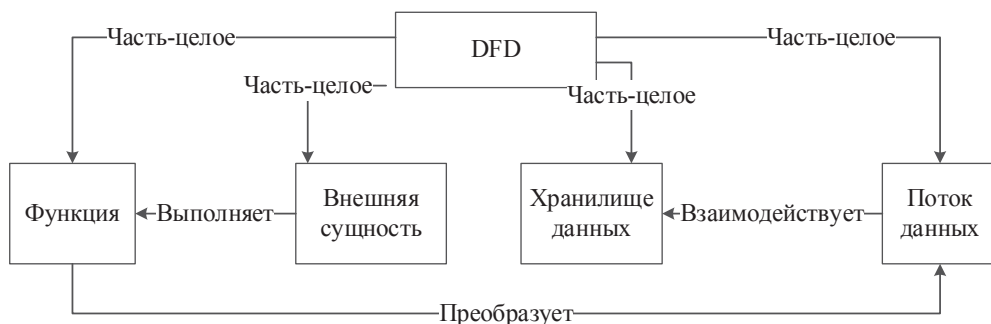 Часть-целое
DFD
Часть-целое
Часть-целое
Часть-целое
Функция
Выполняет
Внешняя
сущность
Хранилище
данных
Взаимодействует
Поток
данных
Преобразует